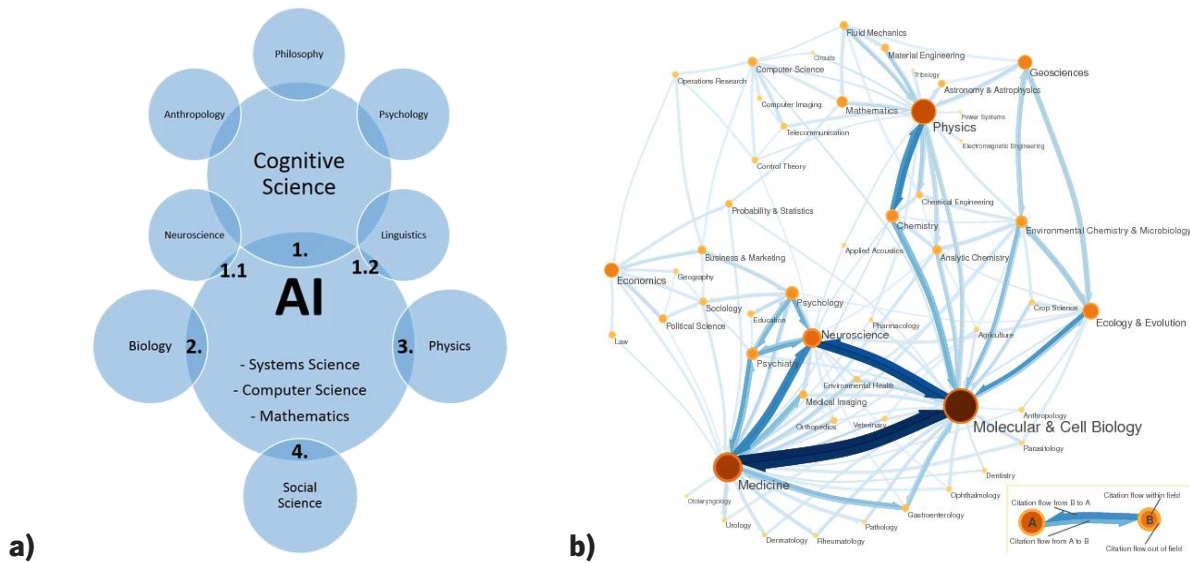 Philosophy
Anthropology
Psychology
Cognitive
Science
Neuroscience
Linguistics
1.
1.1
1.2
AI
Biology
2.
3.
Physics
- Systems Science
- Computer Science
- Mathematics
4.
Social
Science
a)
Fluid Mechanics
Circuits
Material Engineering
Computer Science
Geosciences
Operations Research
Tribology
Astronomy & Astrophysics
Computer Imaging
Mathematics
Power Systems
Physics
Telecommunication
Electromagnetic Engineering
Control Theory
Chemical Engineering
Probability & Statistics
Chemistry
Environmental Chemistry & Microbiology
Applied Acoustics
Business & Marketing
Analytic Chemistry
Geography
Economics
Psychology
Sociology
Crop Science
Education
Ecology & Evolution
Political Science
Pharmacology
Neuroscience
Agriculture
Law
Psychiatry
Environmental Health
Medical Imaging
Anthropology
Orthopedics
Veterinary
Molecular & Cell Biology
Parasitology
Medicine
Dentistry
Otolaryngology
Ophthalmology
Gastroenterology
Urology
Pathology
Dermatology
Rheumatology
Citation flow from B to A
Citation flow within field
A
B
Citation flow from A to B
Citation flow out of field
b)